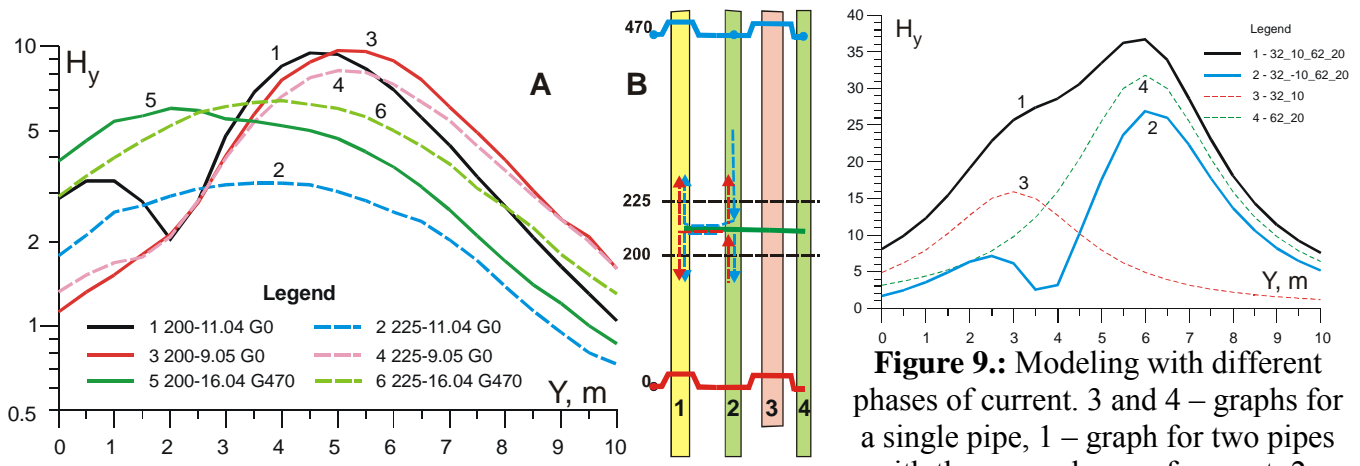 10
5
2
1
0.5
H_y
1
3
A
4
5
6
2
Legend
1 200-11.04 G0
2 225-11.04 G0
3 200-9.05 G0
4 225-9.05 G0
5 200-16.04 G470
6 225-16.04 G470
Y, m
0 1 2 3 4 5 6 7 8 9 10
B
470
225
200
0
1 2 3 4
40
35
30
25
20
15
10
5
0
H_y
Legend
1 - 32_10_62_20
2 - 32_-10_62_20
3 - 32_10
4 - 62_20
1
4
2
3
Y, m
0 1 2 3 4 5 6 7 8 9 10
Figure 9.: Modeling with different
phases of current. 3 and 4 – graphs for
a single pipe, 1 – graph for two pipes